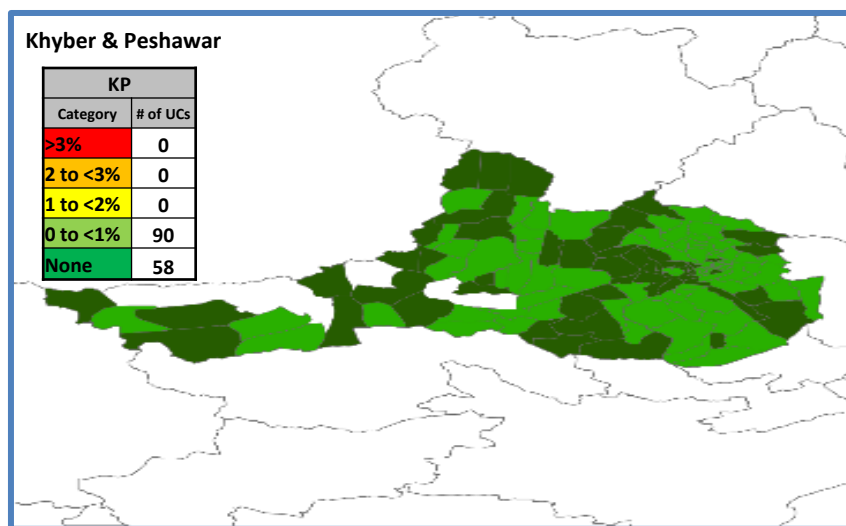 Khyber & Peshawar
KP
Category # of UCs
>3% 0
2 to <3% 0
1 to <2% 0
0 to <1% 90
None 58